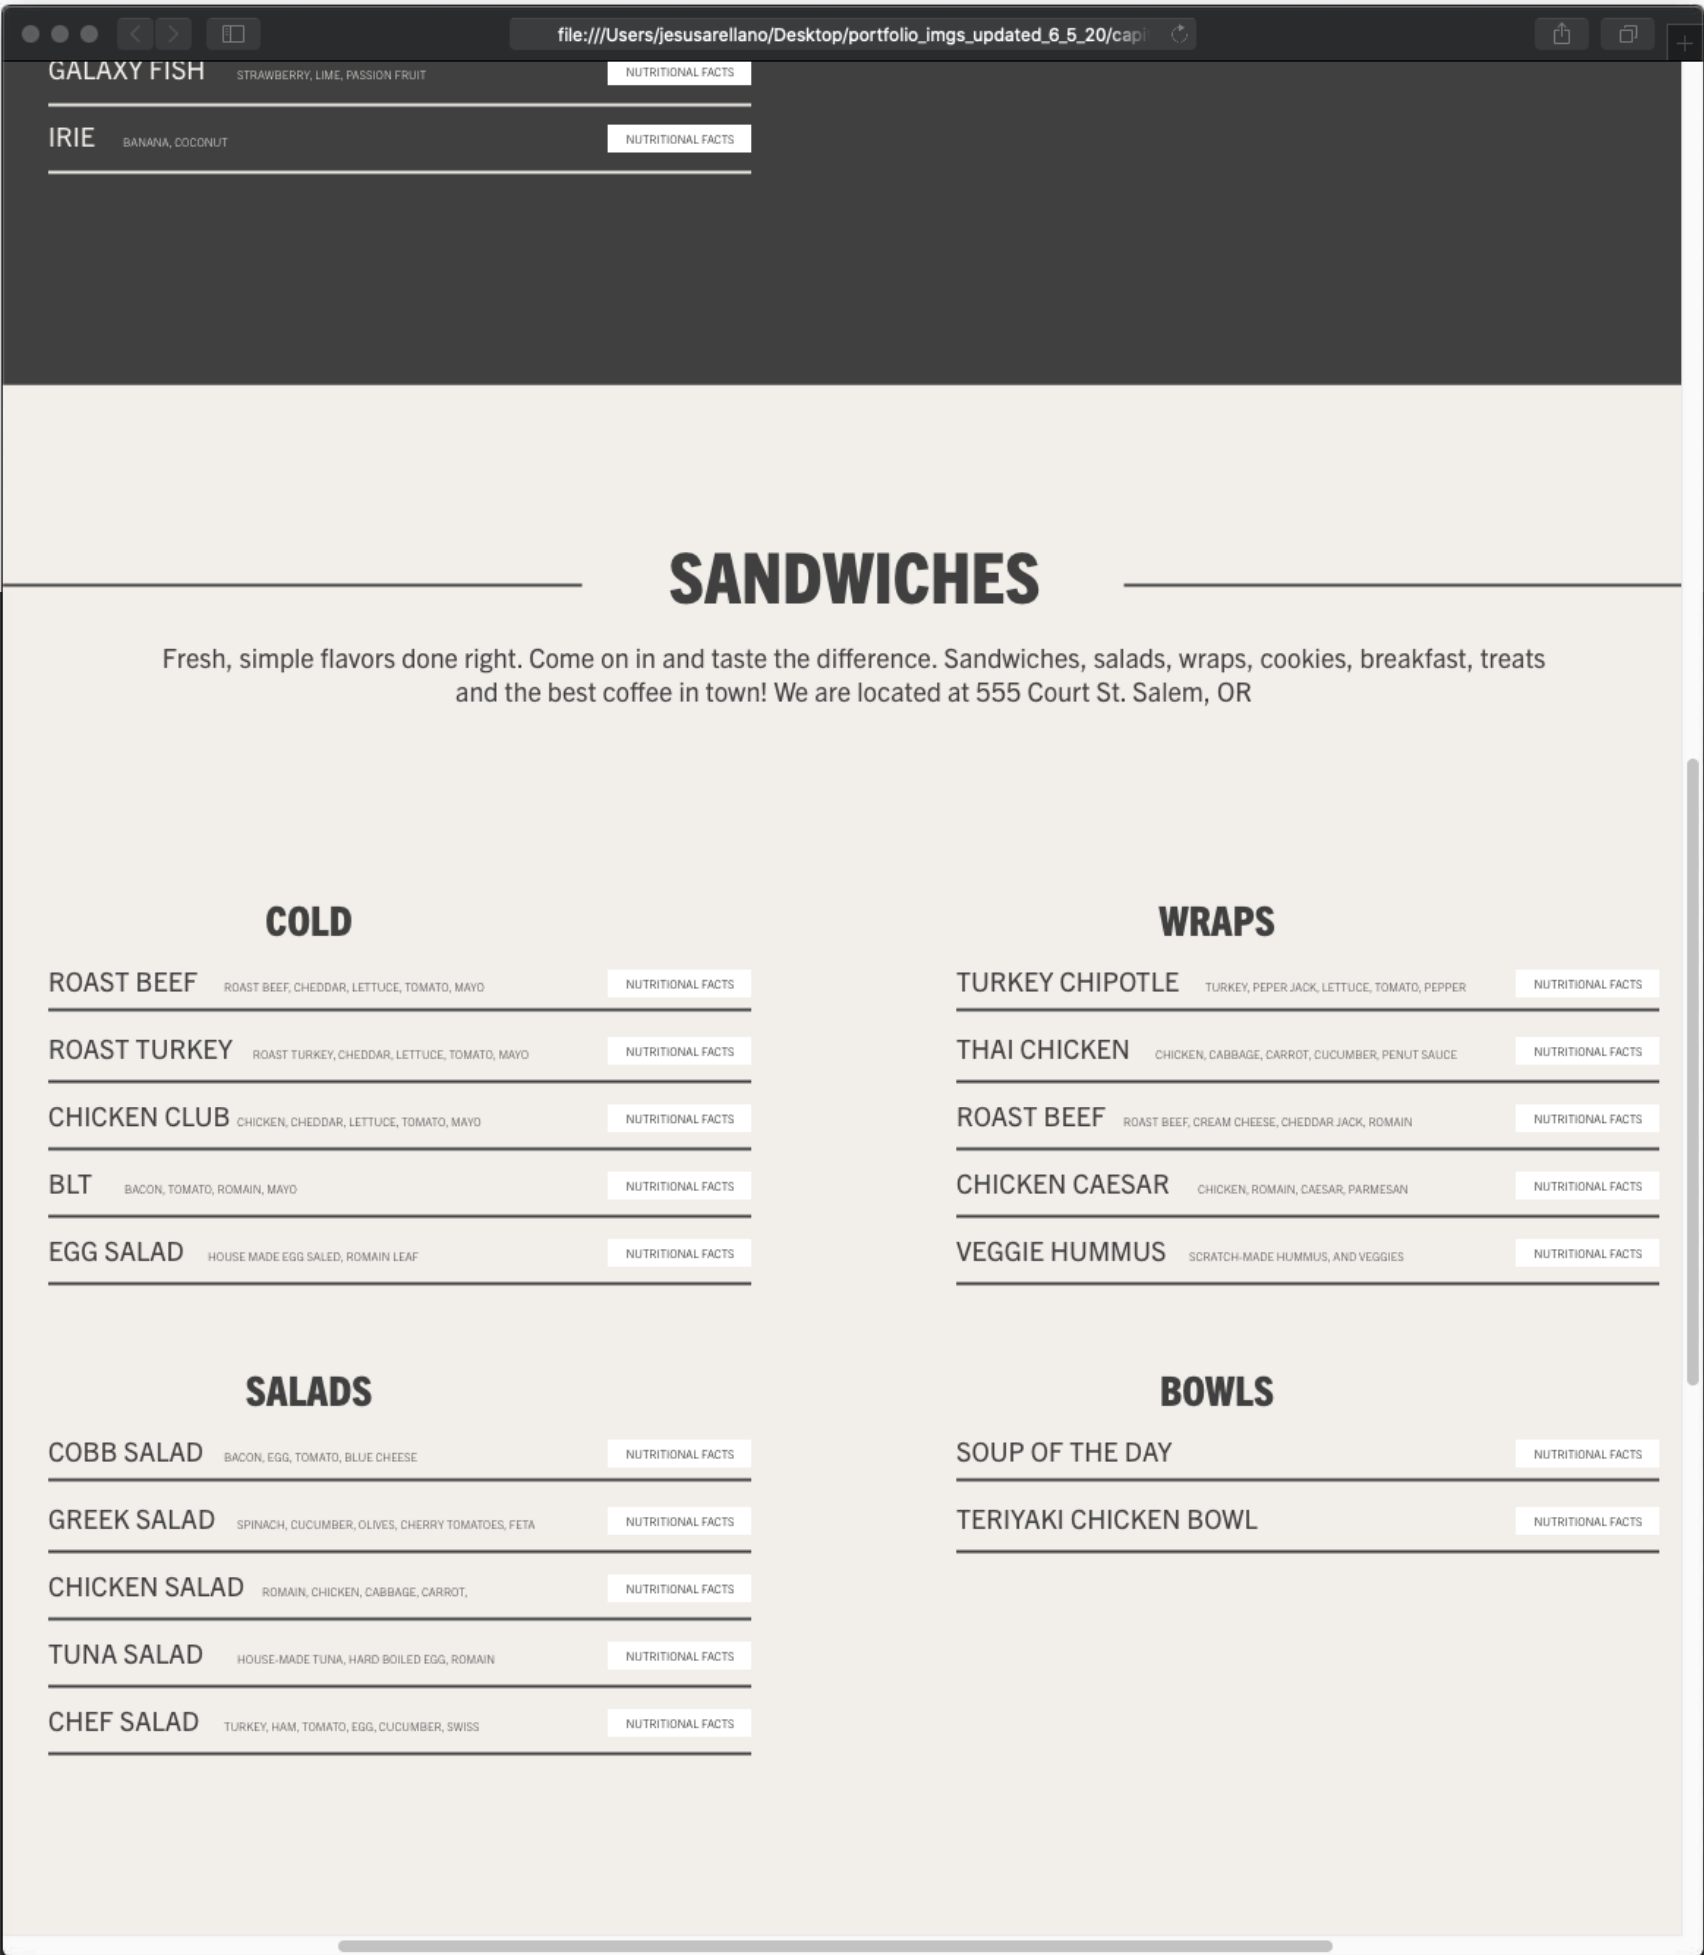 file:///Users/jesusarellano/Desktop/portfolio_imgs_updated_6_5_20/capi
GALAXY FISH STRAWBERRY, LIME, PASSION FRUIT NUTRITIONAL FACTS
IRIE BANANA, COCONUT NUTRITIONAL FACTS
SANDWICHES
Fresh, simple flavors done right. Come on in and taste the difference. Sandwiches, salads, wraps, cookies, breakfast, treats
and the best coffee in town! We are located at 555 Court St. Salem, OR
COLD
ROAST BEEF ROAST BEEF, CHEDDAR, LETTUCE, TOMATO, MAYO NUTRITIONAL FACTS
ROAST TURKEY ROAST TURKEY, CHEDDAR, LETTUCE, TOMATO, MAYO NUTRITIONAL FACTS
CHICKEN CLUB CHICKEN, CHEDDAR, LETTUCE, TOMATO, MAYO NUTRITIONAL FACTS
BLT BACON, TOMATO, ROMAIN, MAYO NUTRITIONAL FACTS
EGG SALAD HOUSE MADE EGG SALED, ROMAIN LEAF NUTRITIONAL FACTS
WRAPS
TURKEY CHIPOTLE TURKEY, PEPER JACK, LETTUCE, TOMATO, PEPPER NUTRITIONAL FACTS
THAI CHICKEN CHICKEN, CABBAGE, CARROT, CUCUMBER, PENUT SAUCE NUTRITIONAL FACTS
ROAST BEEF ROAST BEEF, CREAM CHEESE, CHEDDAR JACK, ROMAIN NUTRITIONAL FACTS
CHICKEN CAESAR CHICKEN, ROMAIN, CAESAR, PARMESAN NUTRITIONAL FACTS
VEGGIE HUMMUS SCRATCH-MADE HUMMUS, AND VEGGIES NUTRITIONAL FACTS
SALADS
COBB SALAD BACON, EGG, TOMATO, BLUE CHEESE NUTRITIONAL FACTS
GREEK SALAD SPINACH, CUCUMBER, OLIVES, CHERRY TOMATOES, FETA NUTRITIONAL FACTS
CHICKEN SALAD ROMAIN, CHICKEN, CABBAGE, CARROT, NUTRITIONAL FACTS
TUNA SALAD HOUSE-MADE TUNA, HARD BOILED EGG, ROMAIN NUTRITIONAL FACTS
CHEF SALAD TURKEY, HAM, TOMATO, EGG, CUCUMBER, SWISS NUTRITIONAL FACTS
BOWLS
SOUP OF THE DAY NUTRITIONAL FACTS
TERIYAKI CHICKEN BOWL NUTRITIONAL FACTS